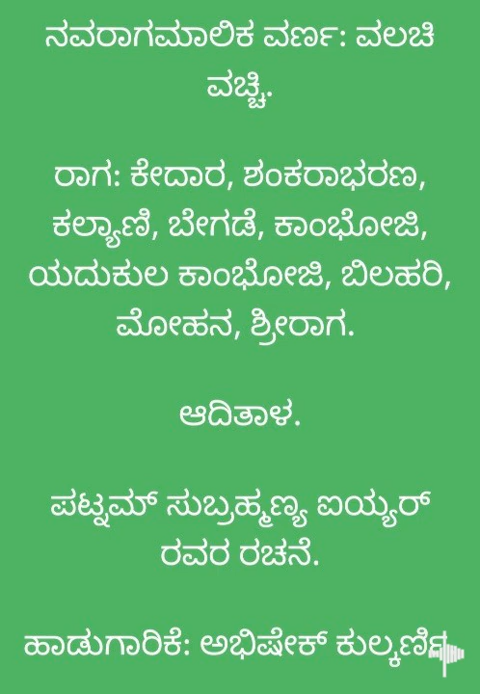 ನವರಾಗಮಾಲಿಕ ವರ್ಣ: ವಲಚಿ
ವಚ್ಚಿ.
ರಾಗ: ಕೇದಾರ, ಶಂಕರಾಭರಣ,
ಕಲ್ಯಾಣಿ, ಬೇಗಡೆ, ಕಾಂಭೋಜಿ,
ಯದುಕುಲ ಕಾಂಭೋಜಿ, ಬಿಲಹರಿ,
ಮೋಹನ, ಶ್ರೀರಾಗ.
ಆದಿತಾಳ.
ಪಟ್ನಮ್ ಸುಬ್ರಹ್ಮಣ್ಯ ಐಯ್ಯರ್
ರವರ ರಚನೆ.
ಹಾಡುಗಾರಿಕೆ: ಅಭಿಷೇಕ್ ಕುಲ್ಕರ್ಣಿ